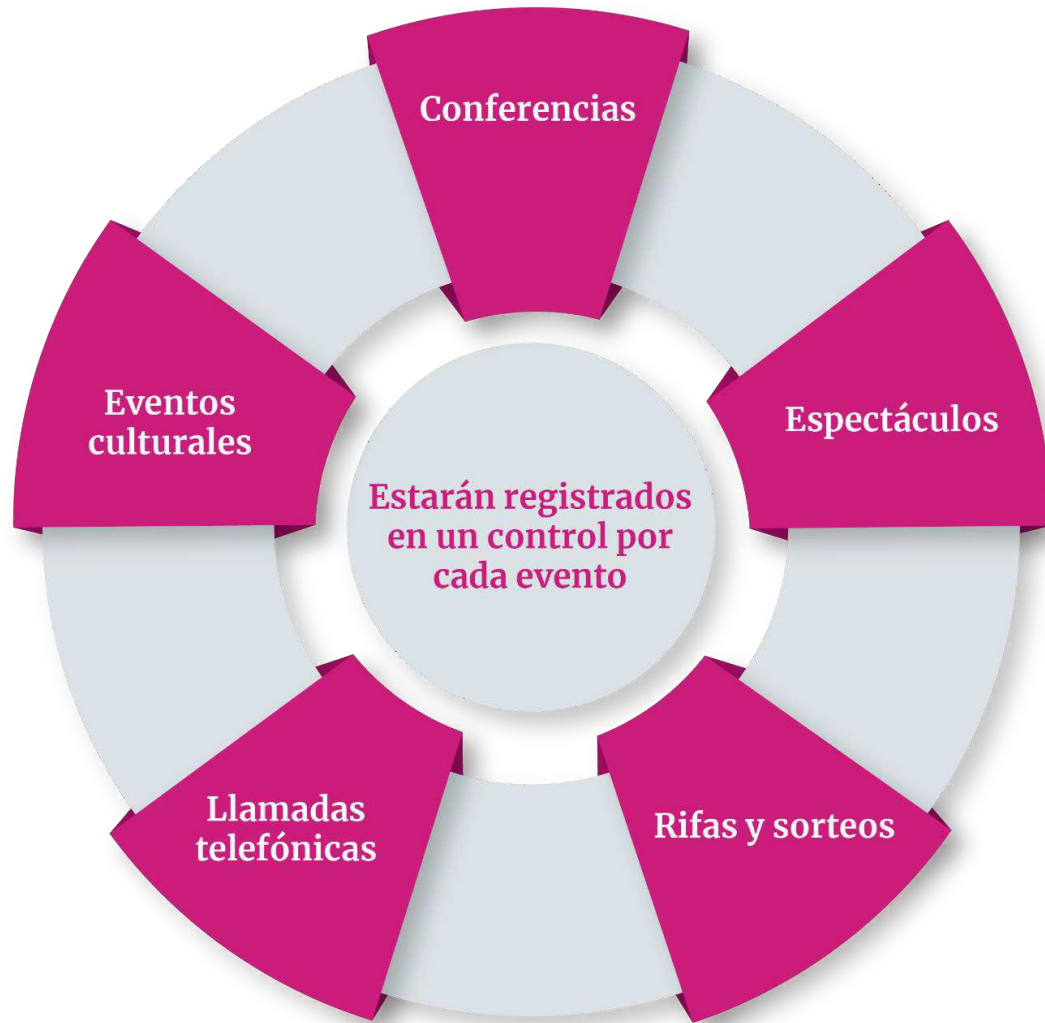 Conferencias
Espectáculos
Eventos
culturales
Estarán registrados
en un control por
cada evento
Rifas y sorteos
Llamadas
telefónicas